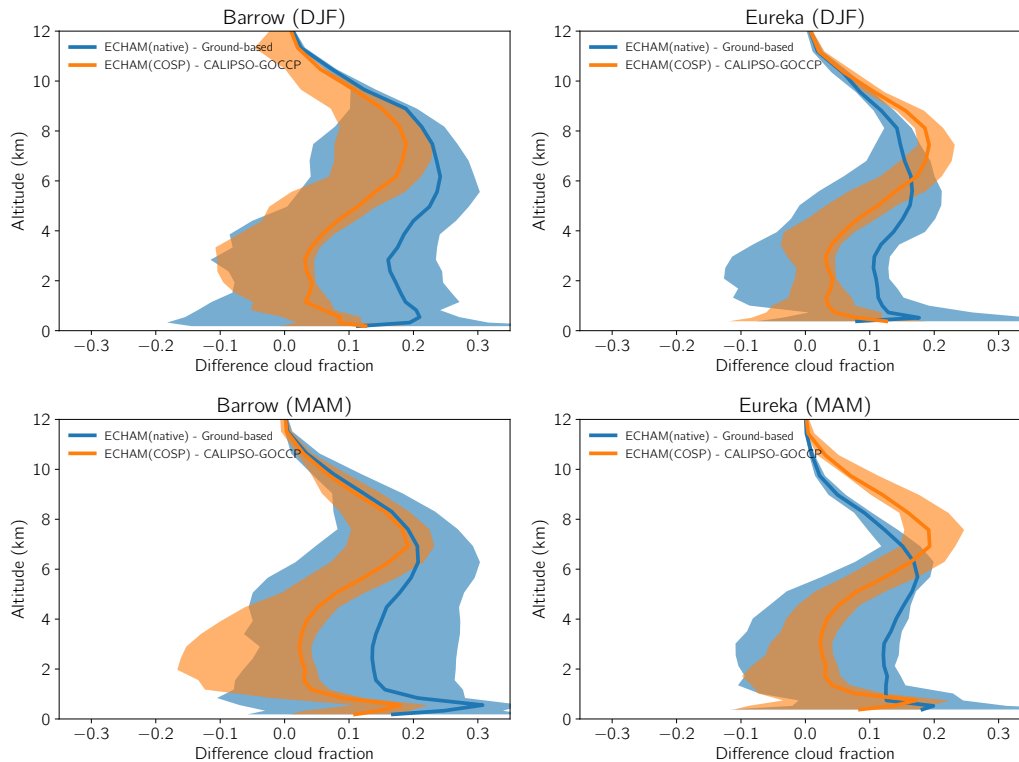 Barrow (DJF)
ECHAM(native) - Ground-based
ECHAM(COSP) - CALIPSO-GOCCP
Altitude (km)
12
10
8
6
4
2
0
−0.3
−0.2
−0.1
0.0
0.1
0.2
0.3
Difference cloud fraction
Eureka (DJF)
ECHAM(native) - Ground-based
ECHAM(COSP) - CALIPSO-GOCCP
Altitude (km)
12
10
8
6
4
2
0
−0.3
−0.2
−0.1
0.0
0.1
0.2
0.3
Difference cloud fraction
Barrow (MAM)
ECHAM(native) - Ground-based
ECHAM(COSP) - CALIPSO-GOCCP
Altitude (km)
12
10
8
6
4
2
0
−0.3
−0.2
−0.1
0.0
0.1
0.2
0.3
Difference cloud fraction
Eureka (MAM)
ECHAM(native) - Ground-based
ECHAM(COSP) - CALIPSO-GOCCP
Altitude (km)
12
10
8
6
4
2
0
−0.3
−0.2
−0.1
0.0
0.1
0.2
0.3
Difference cloud fraction